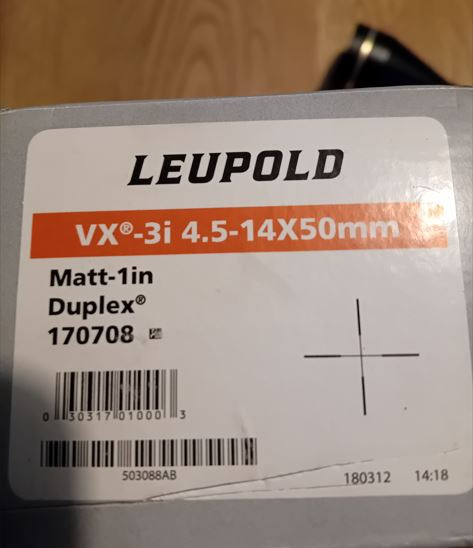 LEUPOLD
VX®-3i 4.5-14X50mm
Matt-1in
Duplex®
170708
0 30317 01000 3
503088AB
180312 14:18